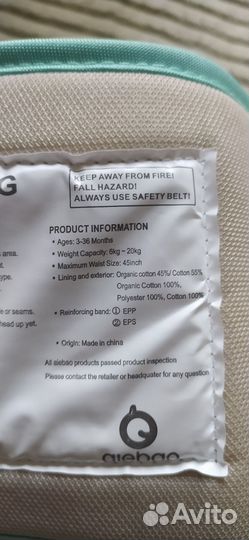 G
KEEP AWAY FROM FIRE!
FALL HAZARD!
ALWAYS USE SAFETY BELT!
PRODUCT INFORMATION
• Ages: 3-36 Months
s area.
• Weight Capacity: 6kg ~ 20kg
• Maximum Waist Size: 45inch
t.
• Lining and exterior: Organic cotton 45%/ Cotton 55%
type.
Organic Cotton 100%,
Polyester 100%, Cotton 100%
e or seams.
• Reinforcing band: ① EPP
head up yet.
② EPS
• Origin: Made in china
All aiebao products passed product inspection
Please contact the retailer or headquater for any question
aiebao
Avito